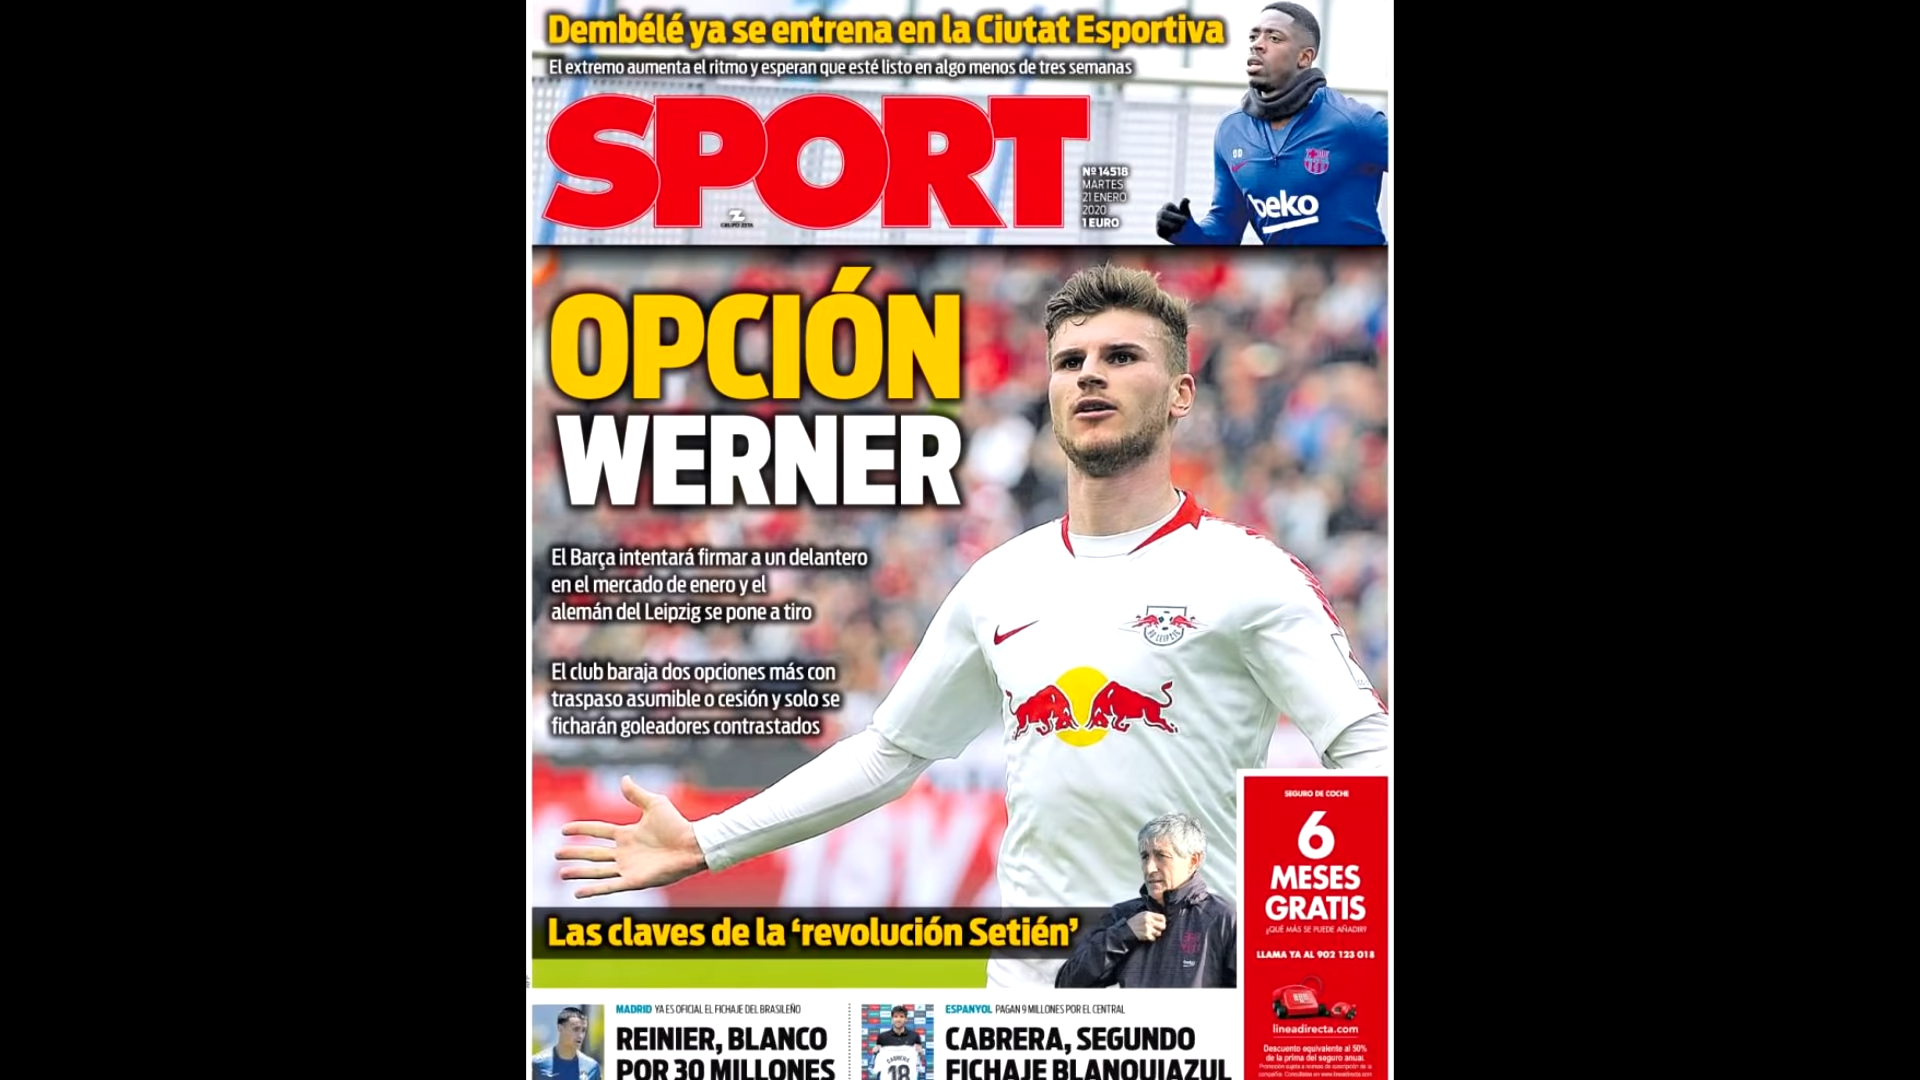 Dembélé ya se entrena en la Ciutat Esportiva
El extremo aumenta el ritmo y esperan que esté listo en algo menos de tres semanas
SPORT
GRUPO ZETA
Nº 14518
MARTES
21 ENERO
2020
1 EURO
beko
OPCIÓN
WERNER
El Barça intentará firmar a un delantero
en el mercado de enero y el
alemán del Leipzig se pone a tiro
El club baraja dos opciones más con
traspaso asumible o cesión y solo se
ficharán goleadores contrastados
Las claves de la ‘revolución Setién’
SEGURO DE COCHE
6
MESES
GRATIS
¿QUÉ MÁS SE PUEDE AÑADIR?
LLAMA YA AL 902 123 018
lineadirecta.com
Descuento equivalente al 50%
de la prima del seguro anual.
MADRID YA ES OFICIAL EL FICHAJE DEL BRASILEÑO
REINIER, BLANCO
POR 30 MILLONES
CABRERA
18
ESPANYOL PAGAN 9 MILLONES POR EL CENTRAL
CABRERA, SEGUNDO
FICHAJE BLANQUIAZUL